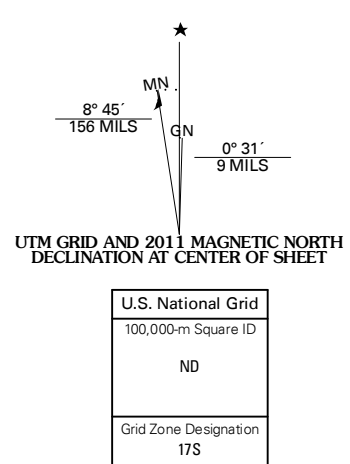 MN
8° 45´
156 MILS
GN
0° 31´
9 MILS
UTM GRID AND 2011 MAGNETIC NORTH
DECLINATION AT CENTER OF SHEET
U.S. National Grid
100,000-m Square ID
ND
Grid Zone Designation
17S